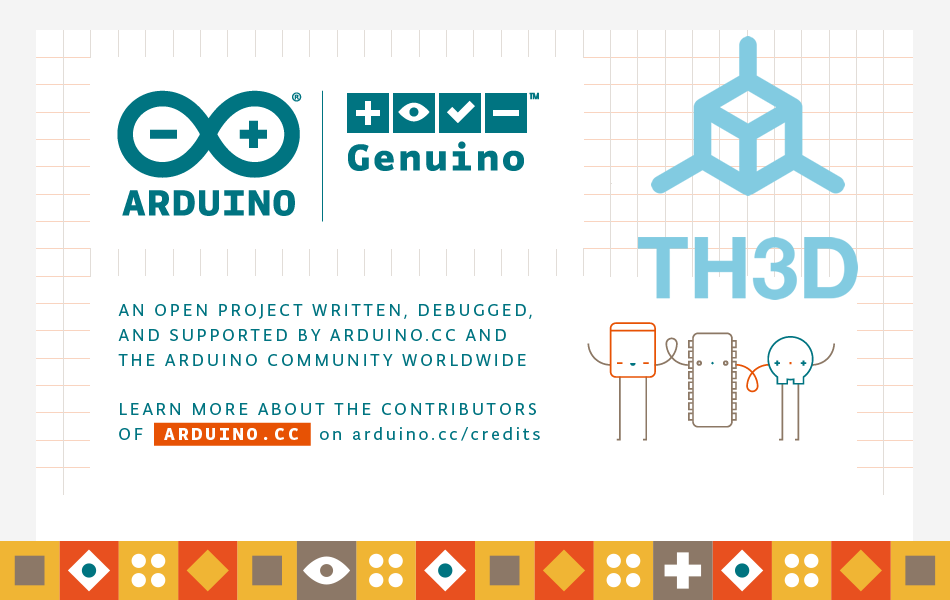 ARDUINO ®
Genuino ™
TH3D
AN OPEN PROJECT WRITTEN, DEBUGGED,
AND SUPPORTED BY ARDUINO.CC AND
THE ARDUINO COMMUNITY WORLDWIDE
LEARN MORE ABOUT THE CONTRIBUTORS
OF ARDUINO.CC on arduino.cc/credits